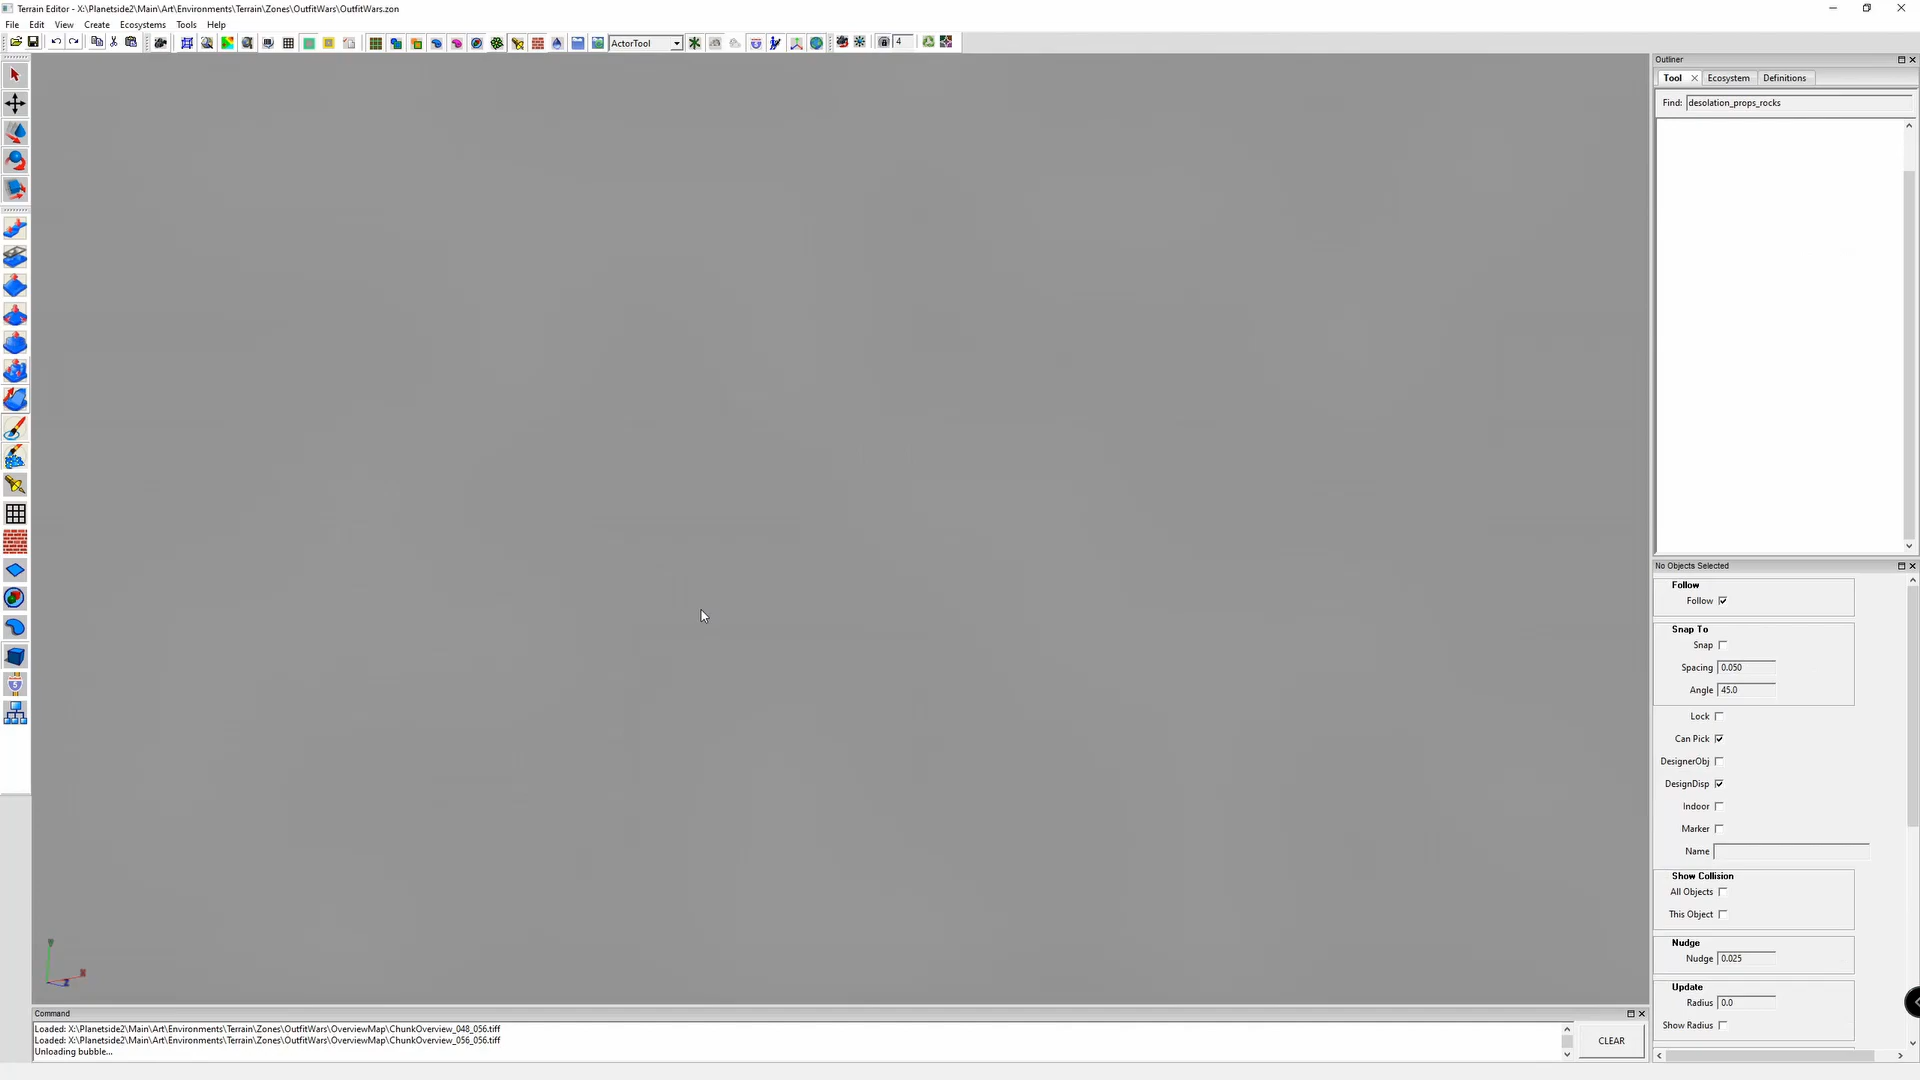 Terrain Editor - X:\Planetside2\Main\Art\Environments\Terrain\Zones\OutfitWars\OutfitWars.zon
File Edit View Create Ecosystems Tools Help
ActorTool
4
Outliner
Tool Ecosystem Definitions
Find: desolation_props_rocks
No Objects Selected
Follow
Follow
Snap To
Snap
Spacing 0.050
Angle 45.0
Lock
Can Pick
DesignerObj
DesignDisp
Indoor
Marker
Name
Show Collision
All Objects
This Object
Nudge
Nudge 0.025
Update
Radius 0.0
Show Radius
Command
Loaded: X:\Planetside2\Main\Art\Environments\Terrain\Zones\OutfitWars\OverviewMap\ChunkOverview_048_056.tiff
Loaded: X:\Planetside2\Main\Art\Environments\Terrain\Zones\OutfitWars\OverviewMap\ChunkOverview_056_056.tiff
Unloading bubble...
CLEAR